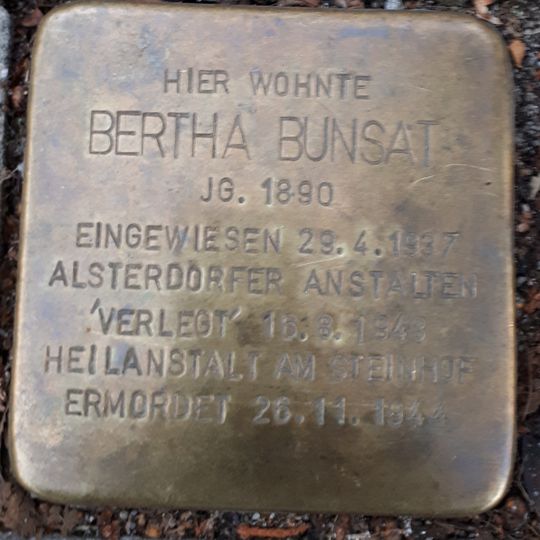 HIER WOHNTE
BERTHA BUNSAT
JG. 1890
EINGEWIESEN 29.4.1937
ALSTERDORFER ANSTALTEN
'VERLEGT' 16.8.1943
HEILANSTALT AM STEINHOF
ERMORDET 26.11.1944